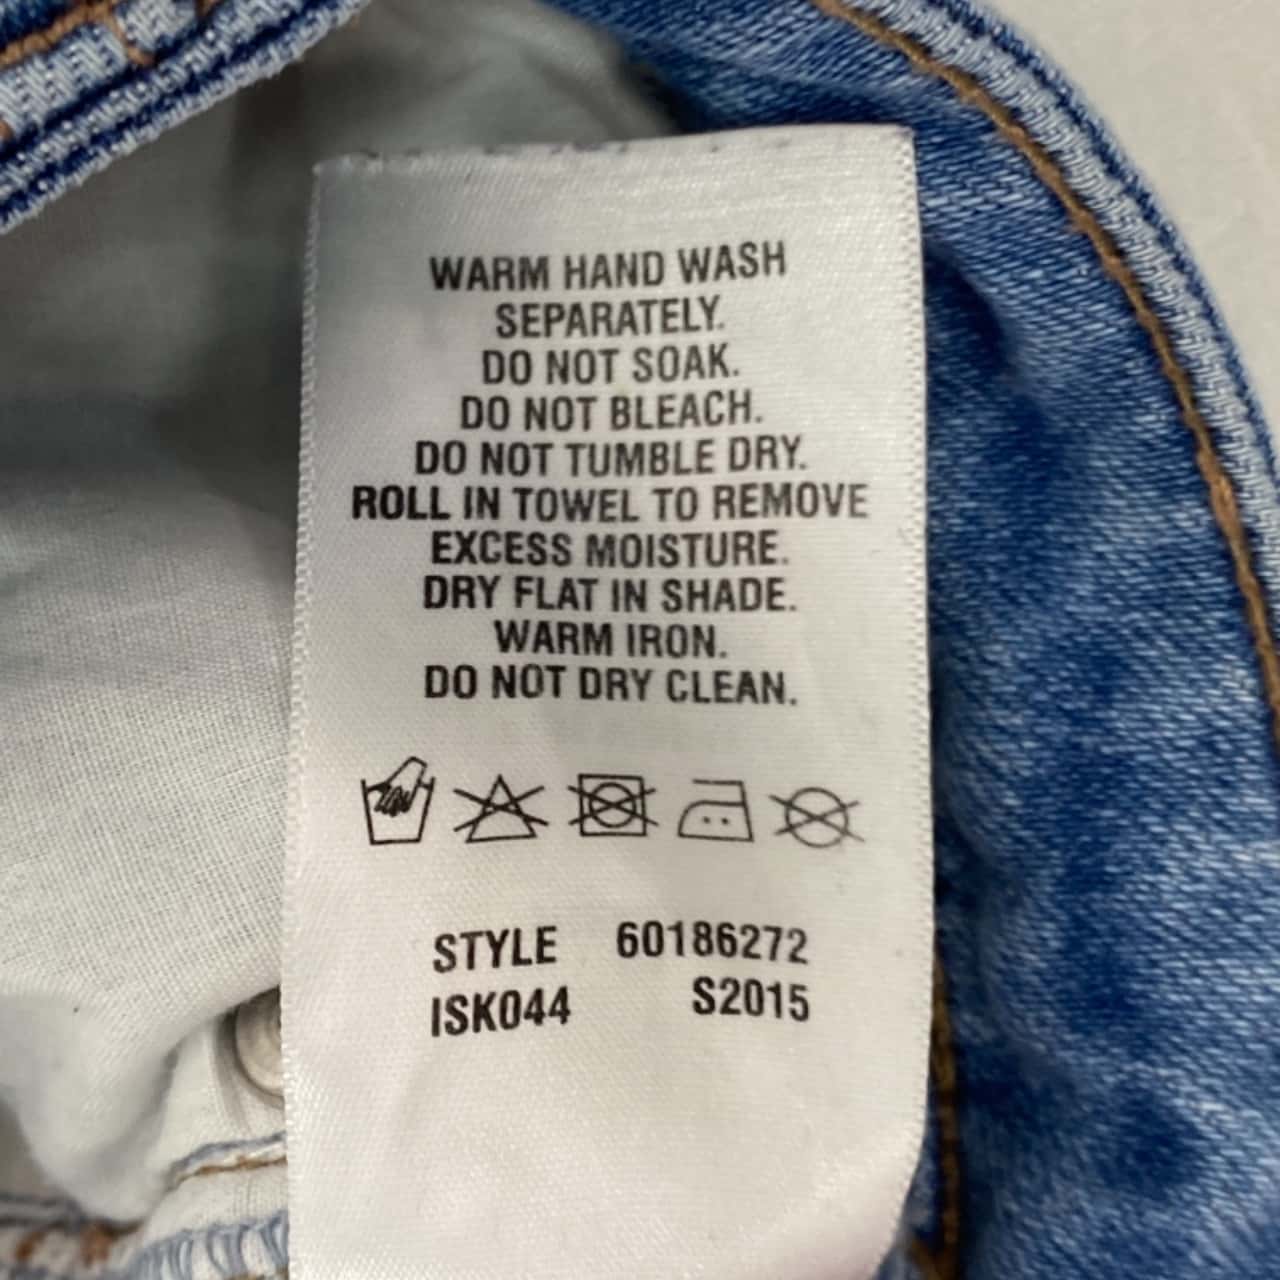 WARM HAND WASH
SEPARATELY.
DO NOT SOAK.
DO NOT BLEACH.
DO NOT TUMBLE DRY.
ROLL IN TOWEL TO REMOVE
EXCESS MOISTURE.
DRY FLAT IN SHADE.
WARM IRON.
DO NOT DRY CLEAN.
STYLE 60186272
ISK044 S2015